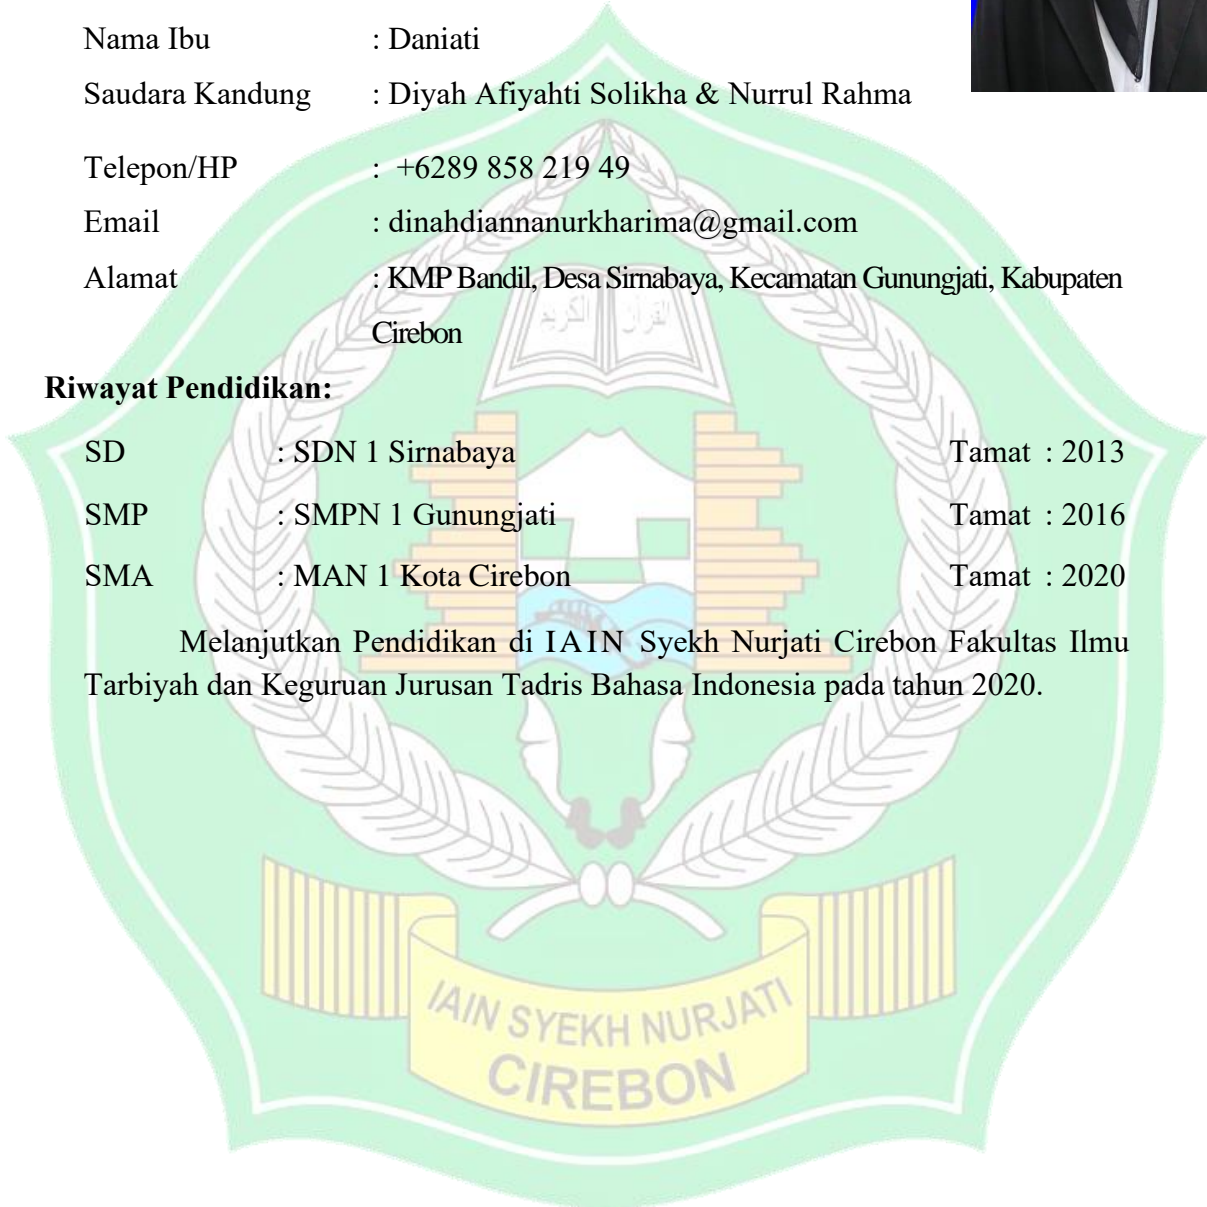 Nama Ibu : Daniati
Saudara Kandung : Diyah Afiyahti Solikha & Nurrul Rahma
Telepon/HP : +6289 858 219 49
Email : dinahdiannanurkharima@gmail.com
Alamat : KMP Bandil, Desa Sirnabaya, Kecamatan Gunungjati, Kabupaten
Cirebon
القرآن الكريم
Riwayat Pendidikan:
SD : SDN 1 Sirnabaya Tamat : 2013
SMP : SMPN 1 Gunungjati Tamat : 2016
SMA : MAN 1 Kota Cirebon Tamat : 2020
Melanjutkan Pendidikan di IAIN Syekh Nurjati Cirebon Fakultas Ilmu
Tarbiyah dan Keguruan Jurusan Tadris Bahasa Indonesia pada tahun 2020.
IAIN SYEKH NURJATI
CIREBON